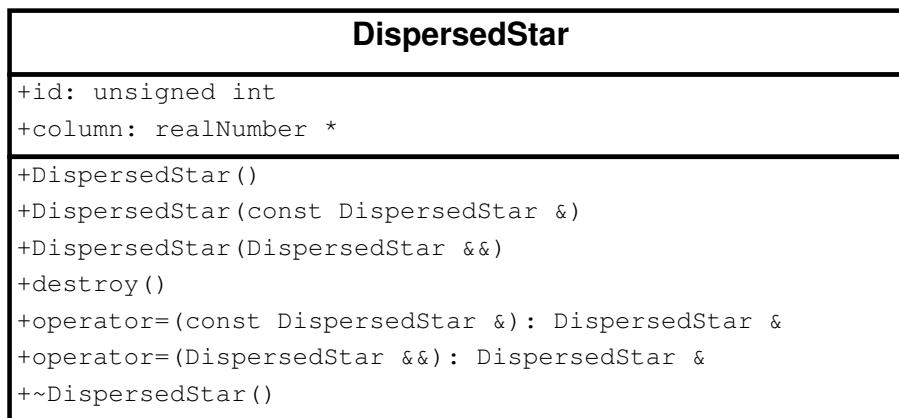 DispersedStar
+id: unsigned int
+column: realNumber *
+DispersedStar()
+DispersedStar(const DispersedStar &)
+DispersedStar(DispersedStar &&)
+destroy()
+operator=(const DispersedStar &): DispersedStar &
+operator=(DispersedStar &&): DispersedStar &
+~DispersedStar()